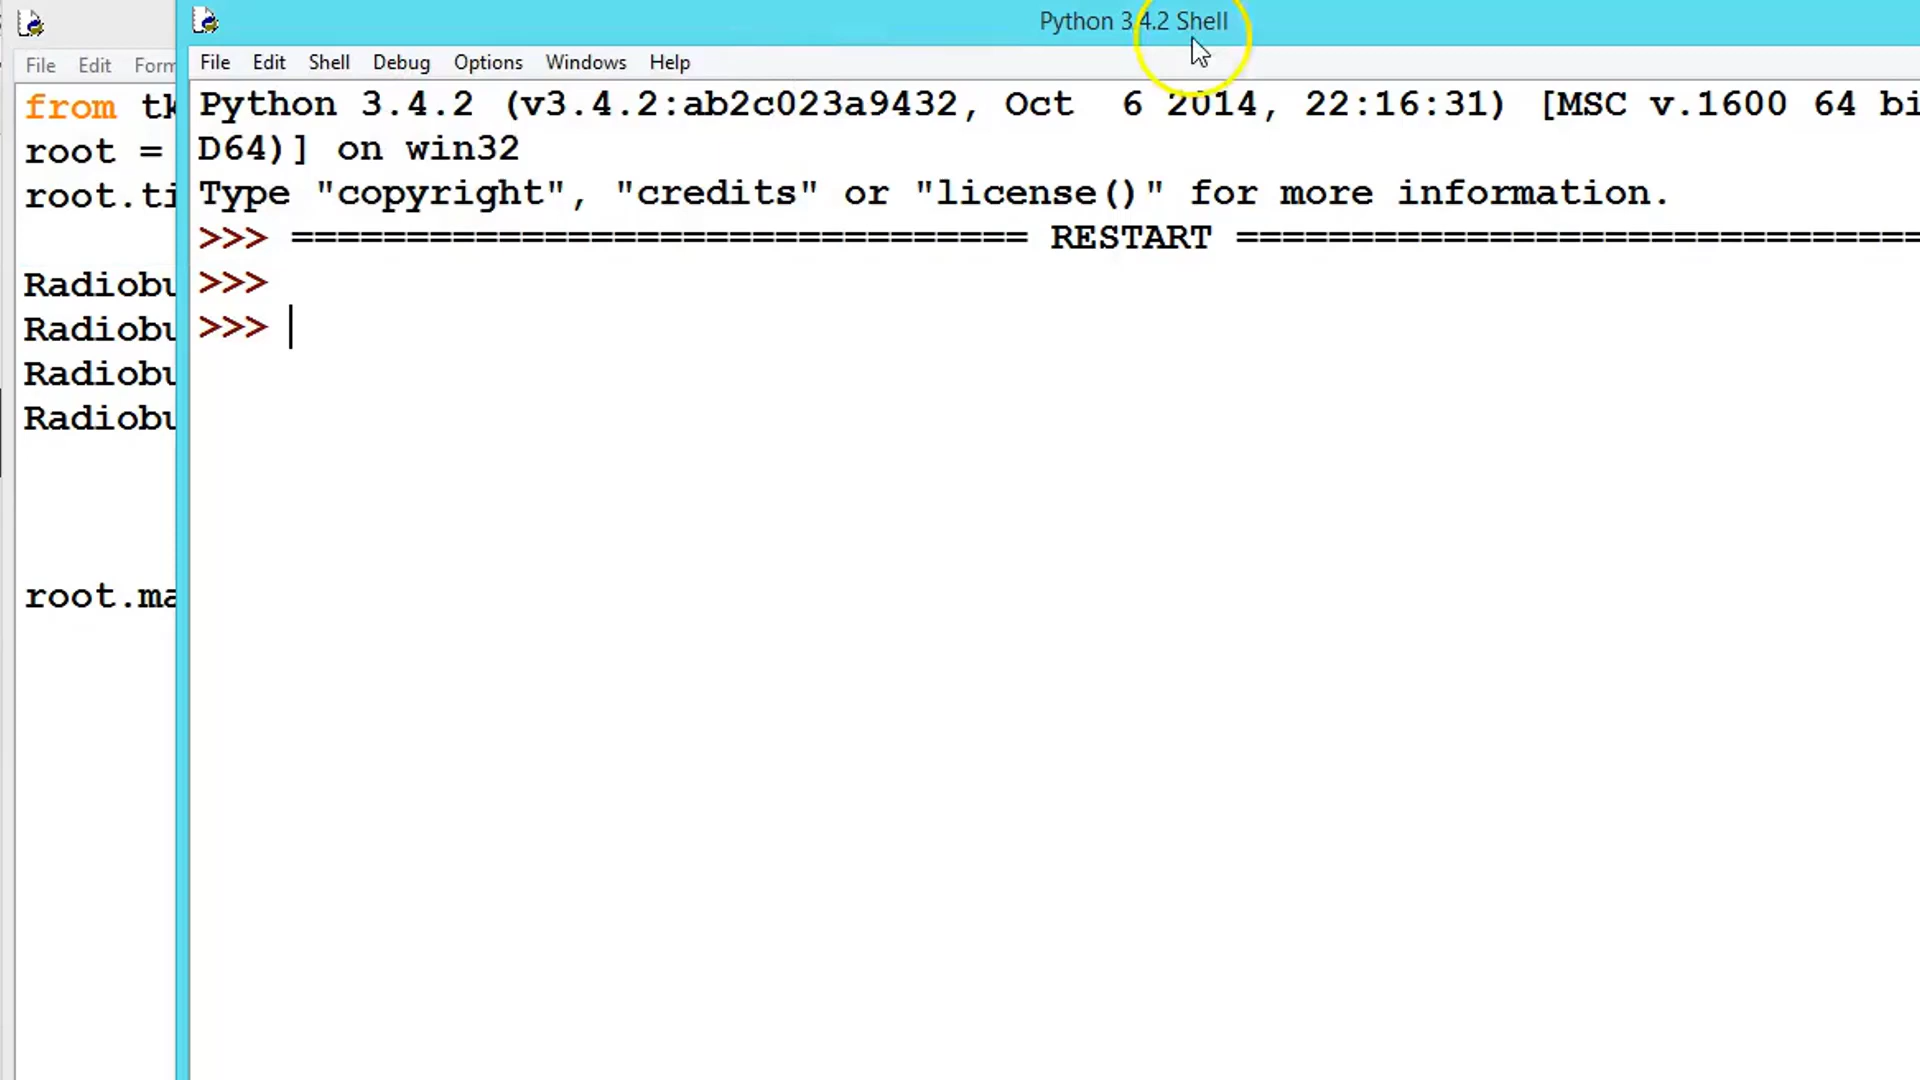 Python 3.4.2 Shell
File Edit Shell Debug Options Windows Help
Python 3.4.2 (v3.4.2:ab2c023a9432, Oct  6 2014, 22:16:31) [MSC v.1600 64 bi
D64)] on win32
Type "copyright", "credits" or "license()" for more information.
>>> ================================ RESTART ==============================
>>>
>>>
File Edit Form
from tk
root =
root.ti
Radiobu
Radiobu
Radiobu
Radiobu
root.ma